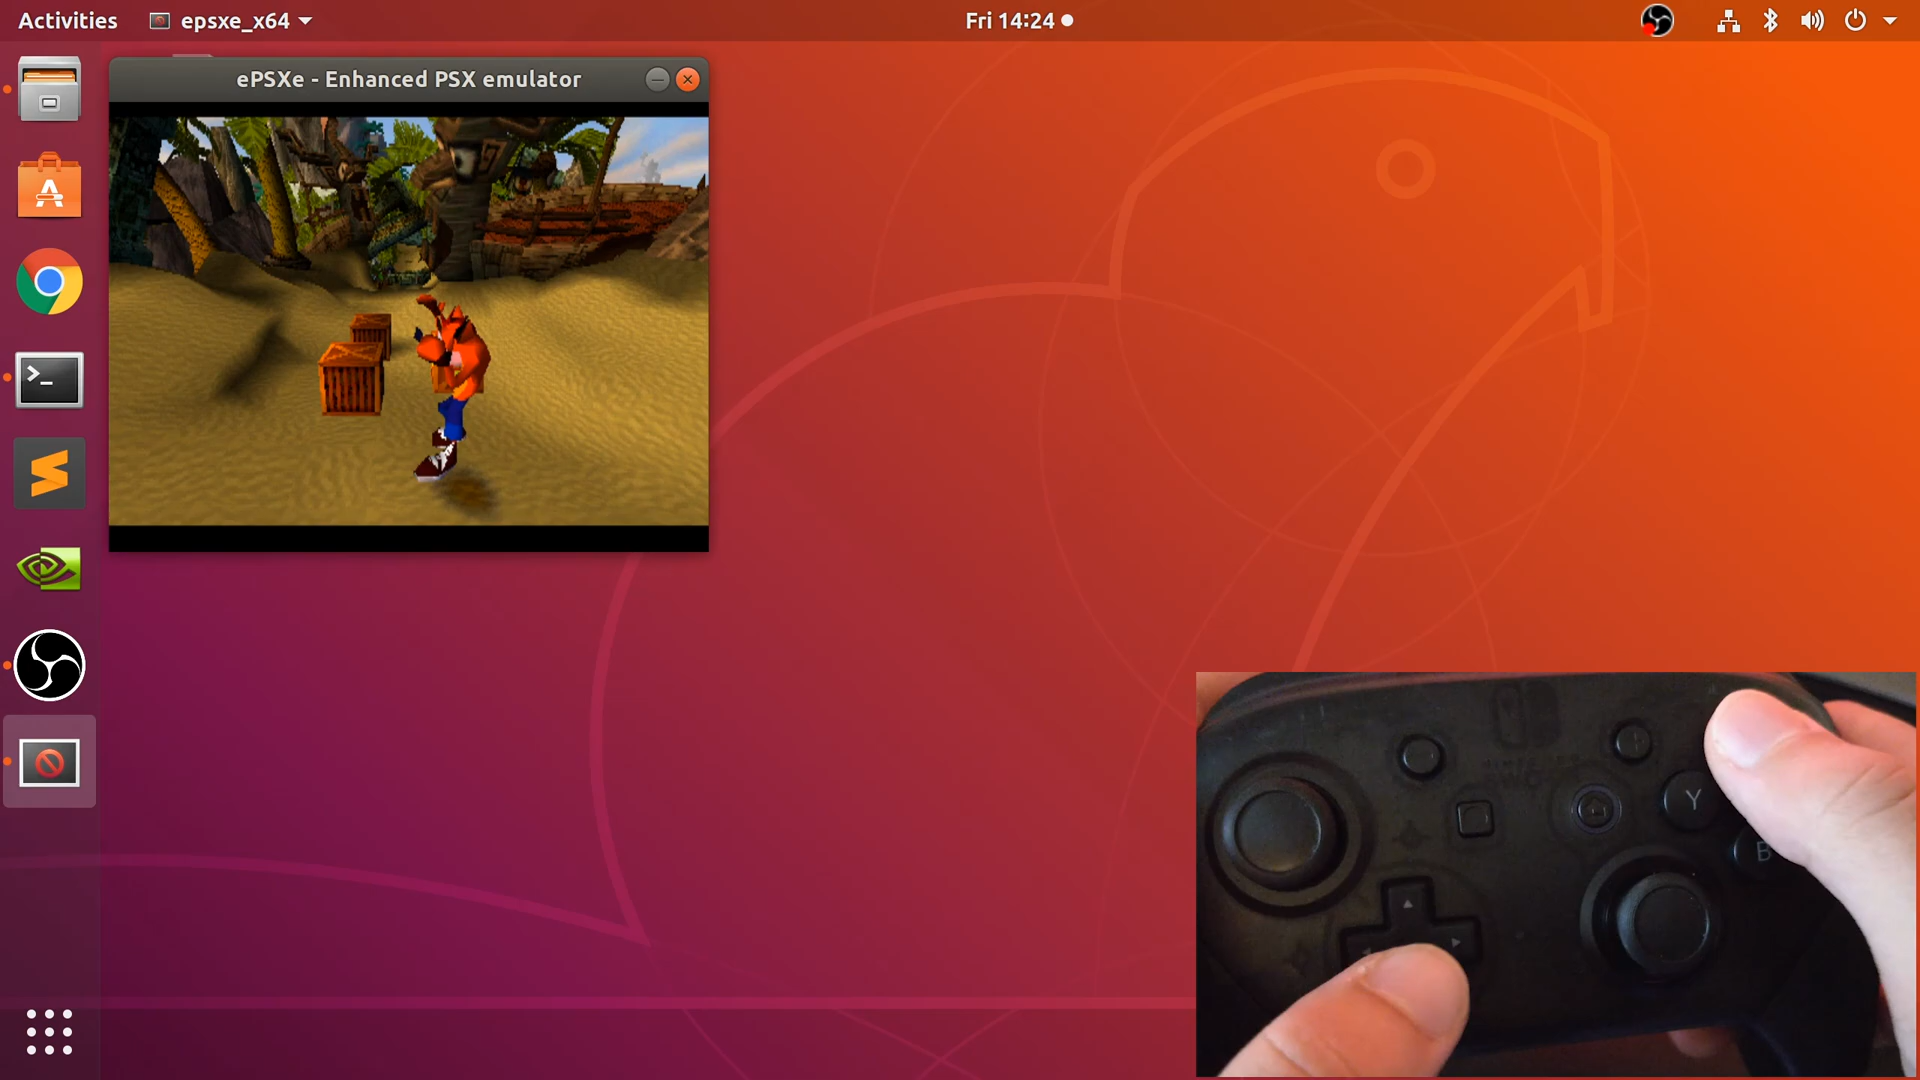 Activities
epsxe_x64
Fri 14:24
ePSXe - Enhanced PSX emulator
Y
B